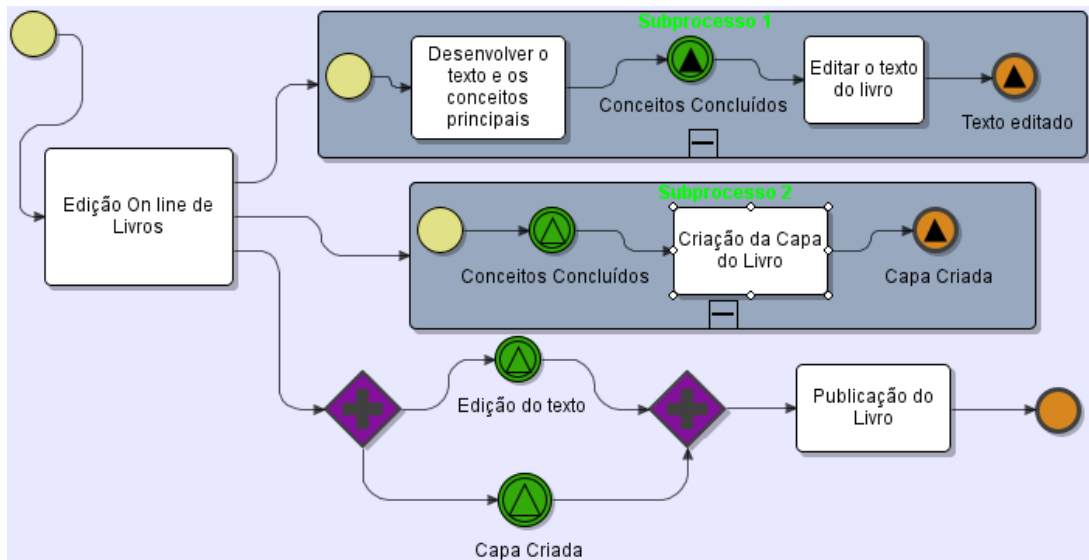 Subprocesso 1
Desenvolver o
texto e os
conceitos
principais
Conceitos Concluídos
Editar o texto
do livro
Texto editado
Edição On line de
Livros
Subprocesso 2
Conceitos Concluídos
Criação da Capa
do Livro
Capa Criada
Edição do texto
Publicação do
Livro
Capa Criada